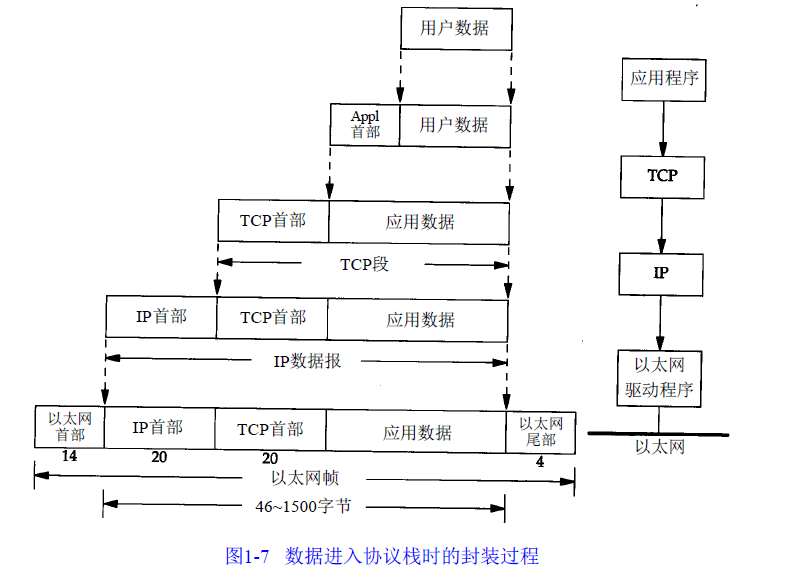 用户数据
应用程序
Appl
首部
用户数据
TCP
TCP首部
应用数据
TCP段
IP
IP首部
TCP首部
应用数据
IP数据报
以太网
驱动程序
以太网
首部
IP首部
TCP首部
应用数据
以太网
尾部
以太网
14
20
20
4
以太网帧
46~1500字节
图1-7 数据进入协议栈时的封装过程